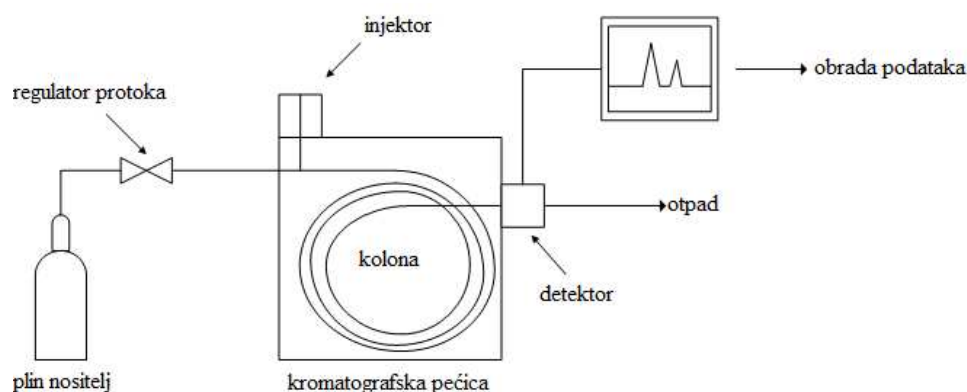 injektor
obrada podataka
regulator protoka
otpad
kolona
detektor
plin nositelj
kromatografska pećica